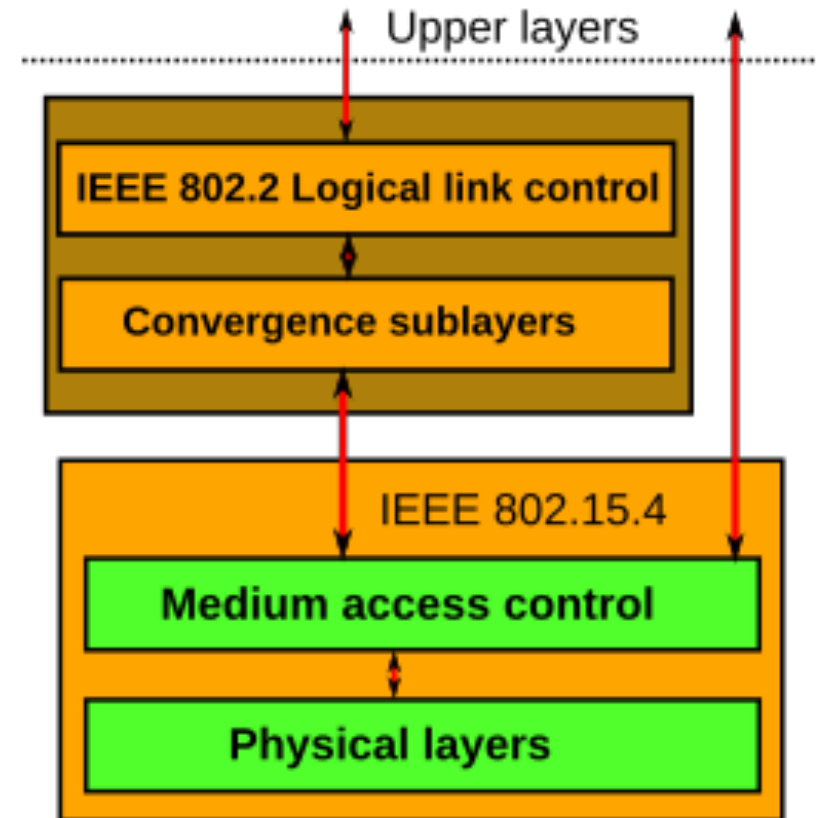 Upper layers
IEEE 802.2 Logical link control
Convergence sublayers
IEEE 802.15.4
Medium access control
Physical layers